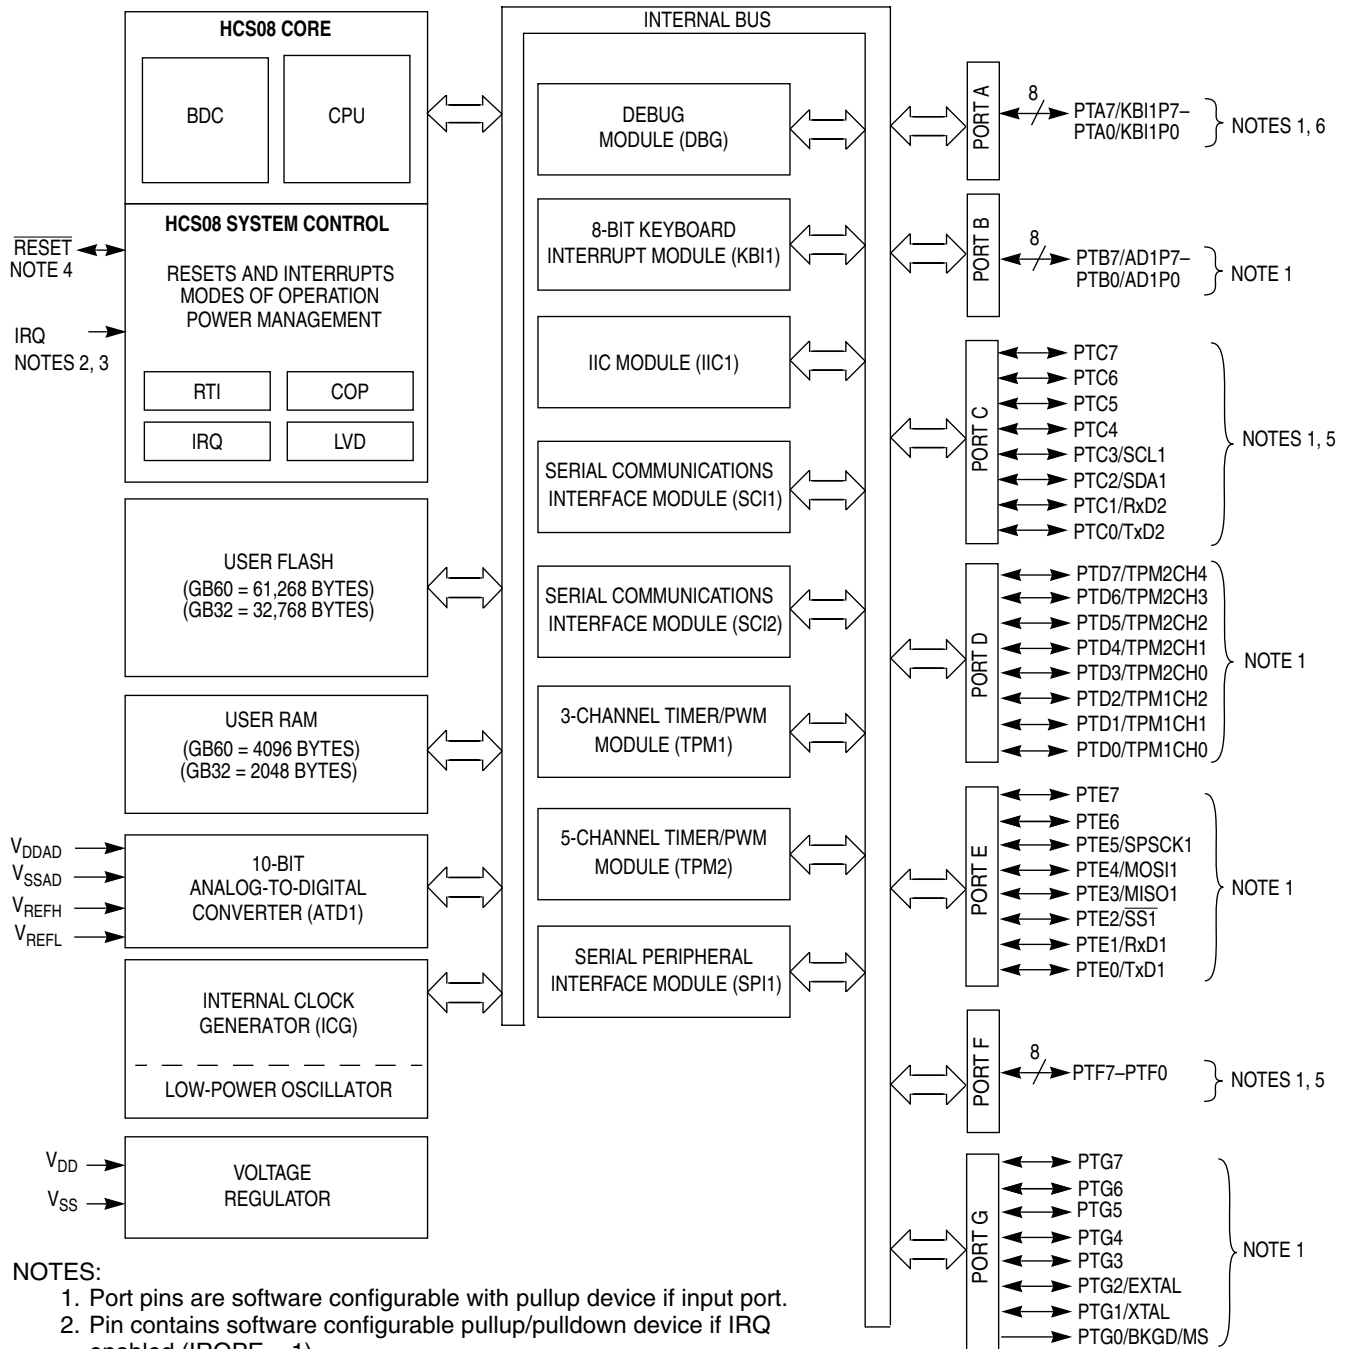 HCS08 CORE
BDC
CPU
HCS08 SYSTEM CONTROL
RESETS AND INTERRUPTS
MODES OF OPERATION
POWER MANAGEMENT
RTI
COP
IRQ
LVD
RESET
NOTE 4
IRQ
NOTES 2, 3
USER FLASH
(GB60 = 61,268 BYTES)
(GB32 = 32,768 BYTES)
USER RAM
(GB60 = 4096 BYTES)
(GB32 = 2048 BYTES)
VDDAD
VSSAD
VREFH
VREFL
10-BIT
ANALOG-TO-DIGITAL
CONVERTER (ATD1)
INTERNAL CLOCK
GENERATOR (ICG)
LOW-POWER OSCILLATOR
VDD
VSS
VOLTAGE
REGULATOR
INTERNAL BUS
DEBUG
MODULE (DBG)
8-BIT KEYBOARD
INTERRUPT MODULE (KBI1)
IIC MODULE (IIC1)
SERIAL COMMUNICATIONS
INTERFACE MODULE (SCI1)
SERIAL COMMUNICATIONS
INTERFACE MODULE (SCI2)
3-CHANNEL TIMER/PWM
MODULE (TPM1)
5-CHANNEL TIMER/PWM
MODULE (TPM2)
SERIAL PERIPHERAL
INTERFACE MODULE (SPI1)
PORT A
8
PTA7/KBI1P7–
PTA0/KBI1P0
NOTES 1, 6
PORT B
8
PTB7/AD1P7–
PTB0/AD1P0
NOTE 1
PORT C
PTC7
PTC6
PTC5
PTC4
PTC3/SCL1
PTC2/SDA1
PTC1/RxD2
PTC0/TxD2
NOTES 1, 5
PORT D
PTD7/TPM2CH4
PTD6/TPM2CH3
PTD5/TPM2CH2
PTD4/TPM2CH1
PTD3/TPM2CH0
PTD2/TPM1CH2
PTD1/TPM1CH1
PTD0/TPM1CH0
NOTE 1
PORT E
PTE7
PTE6
PTE5/SPSCK1
PTE4/MOSI1
PTE3/MISO1
PTE2/SS1
PTE1/RxD1
PTE0/TxD1
NOTE 1
PORT F
8
PTF7–PTF0
NOTES 1, 5
PORT G
PTG7
PTG6
PTG5
PTG4
PTG3
PTG2/EXTAL
PTG1/XTAL
PTG0/BKGD/MS
NOTE 1
NOTES:
1. Port pins are software configurable with pullup device if input port.
2. Pin contains software configurable pullup/pulldown device if IRQ